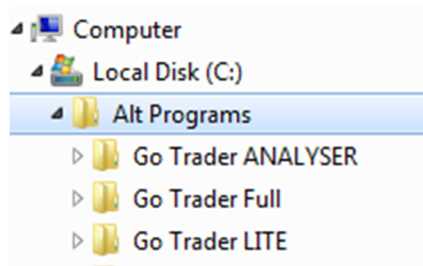 Computer
Local Disk (C:)
Alt Programs
Go Trader ANALYSER
Go Trader Full
Go Trader LITE